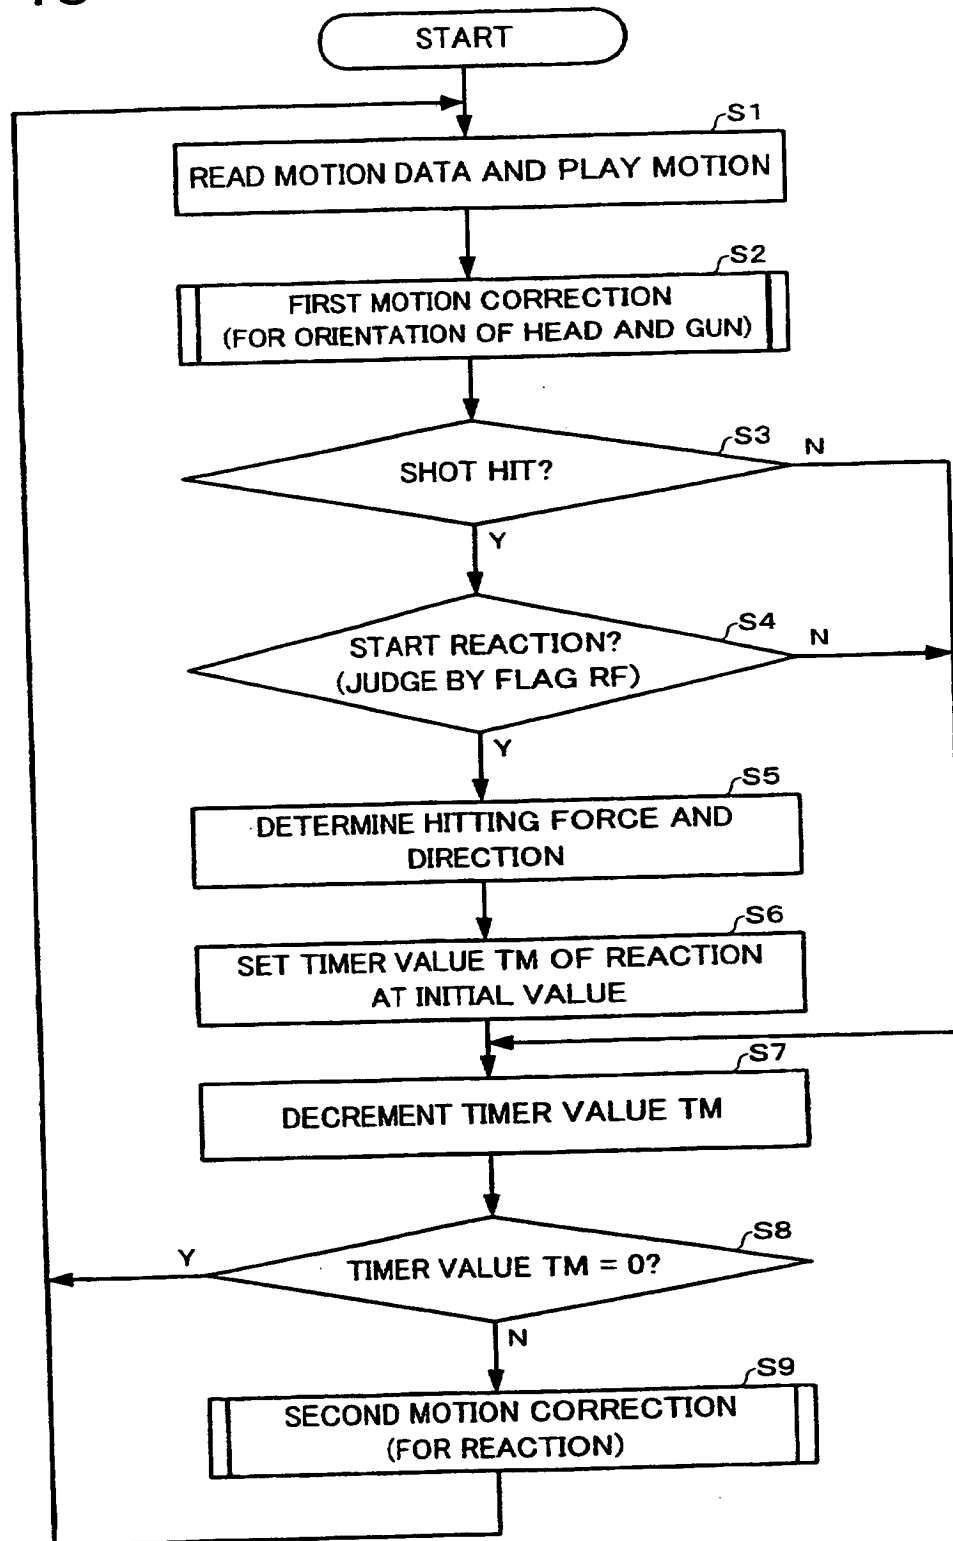 START
S1
READ MOTION DATA AND PLAY MOTION
S2
FIRST MOTION CORRECTION
(FOR ORIENTATION OF HEAD AND GUN)
S3
SHOT HIT?
N
Y
S4
START REACTION?
(JUDGE BY FLAG RF)
N
Y
S5
DETERMINE HITTING FORCE AND
DIRECTION
S6
SET TIMER VALUE TM OF REACTION
AT INITIAL VALUE
S7
DECREMENT TIMER VALUE TM
S8
TIMER VALUE TM = 0?
Y
N
S9
SECOND MOTION CORRECTION
(FOR REACTION)